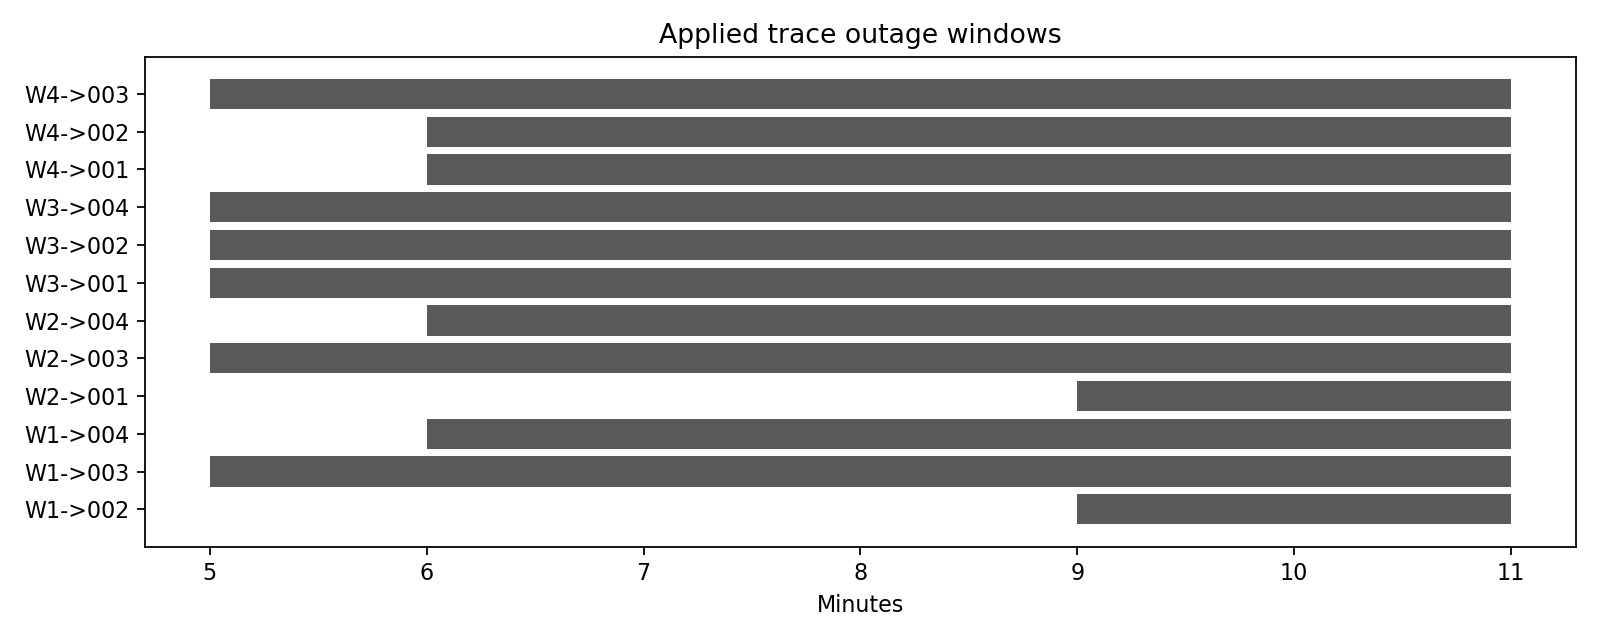 Applied trace outage windows
W4->003
W4->002
W4->001
W3->004
W3->002
W3->001
W2->004
W2->003
W2->001
W1->004
W1->003
W1->002
5 6 7 8 9 10 11
Minutes